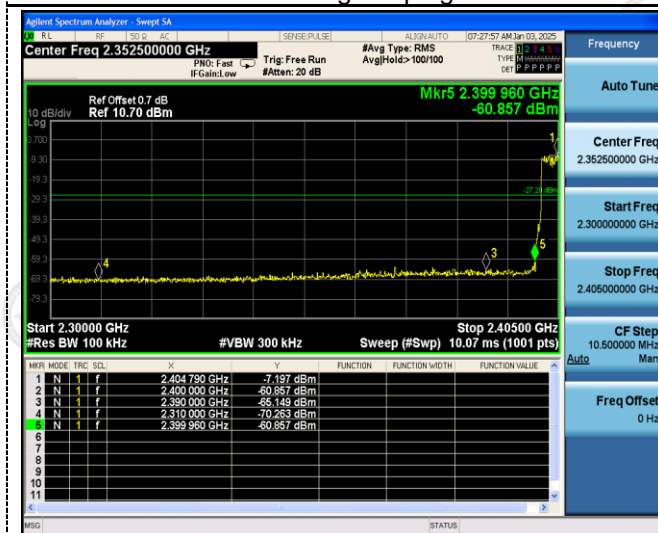 Agilent Spectrum Analyzer - Swept SA
RL RF 50 Ω AC SENSE:PULSE ALIGNAUTO 07:27:57 AM Jan 03, 2025
Center Freq 2.352500000 GHz
PNO: Fast
IFGain:Low
Trig: Free Run
#Atten: 20 dB
#Avg Type: RMS
Avg|Hold:>100/100
TRACE 1 2 3 4 5 6
TYPE M
DET P P P P P P
Ref Offset 0.7 dB
10 dB/div Ref 10.70 dBm
Log
Mkr5 2.399 960 GHz
-60.857 dBm
0.700
-9.30
-19.3
-29.3
-39.3
-49.3
-59.3
-69.3
-79.3
1
-27.20 dBm
3
5
4
Start 2.30000 GHz Stop 2.40500 GHz
#Res BW 100 kHz #VBW 300 kHz Sweep (#Swp) 10.07 ms (1001 pts)
MKR MODE TRC SCL X Y FUNCTION FUNCTION WIDTH FUNCTION VALUE
1 N 1 f 2.404 790 GHz -7.197 dBm
2 N 1 f 2.400 000 GHz -60.857 dBm
3 N 1 f 2.390 000 GHz -65.149 dBm
4 N 1 f 2.310 000 GHz -70.263 dBm
5 N 1 f 2.399 960 GHz -60.857 dBm
6
7
8
9
10
11
MSG STATUS
Frequency
Auto Tune
Center Freq
2.352500000 GHz
Start Freq
2.300000000 GHz
Stop Freq
2.405000000 GHz
CF Step
10.500000 MHz
Auto Man
Freq Offset
0 Hz